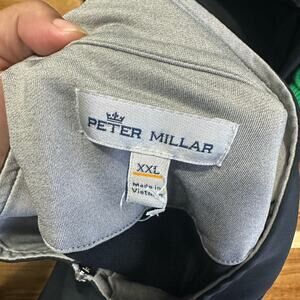 PETER MILLAR
XXL
Made in
Vietnam